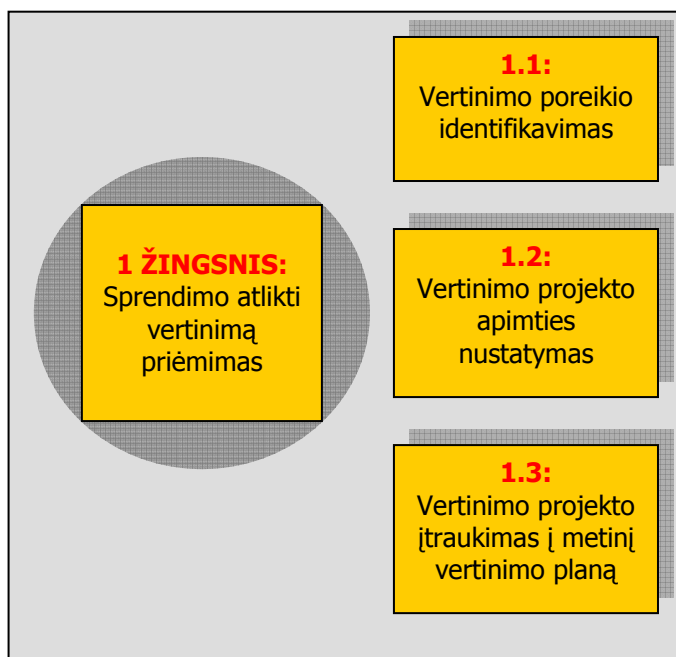 1 ŽINGSNIS:
Sprendimo atlikti
vertinimą
priėmimas
1.1:
Vertinimo poreikio
identifikavimas
1.2:
Vertinimo projekto
apimties
nustatymas
1.3:
Vertinimo projekto
įtraukimas į metinį
vertinimo planą